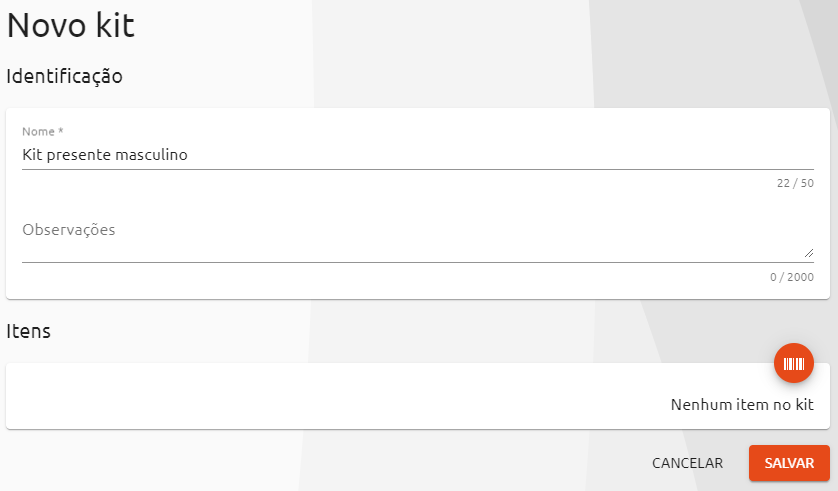 Novo kit
Identificação
Nome *
Kit presente masculino
22 / 50
Observações
0 / 2000
Itens
Nenhum item no kit
CANCELAR
SALVAR